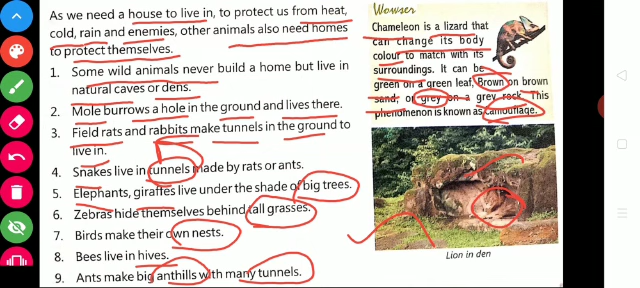 As we need a house to live in, to protect us from heat,
cold, rain and enemies, other animals also need homes
to protect themselves.
1. Some wild animals never build a home but live in
natural caves or dens.
2. Mole burrows a hole in the ground and lives there.
3. Field rats and rabbits make tunnels in the ground to
live in.
4. Snakes live in tunnels made by rats or ants.
5. Elephants, giraffes live under the shade of big trees.
6. Zebras hide themselves behind tall grasses.
7. Birds make their own nests.
8. Bees live in hives.
9. Ants make big anthills with many tunnels.
Wowser
Chameleon is a lizard that
can change its body
colour to match with its
surroundings. It can be
green on a green leaf, Brown on brown
sand, or grey on a grey rock. This
phenomenon is known as camouflage.
Lion in den